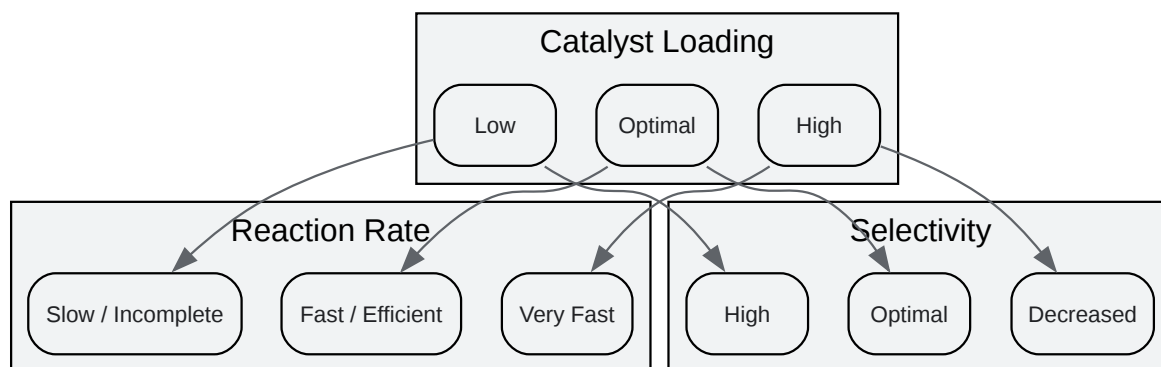 Catalyst Loading
Low
Optimal
High
Reaction Rate
Slow / Incomplete
Fast / Efficient
Very Fast
Selectivity
High
Optimal
Decreased